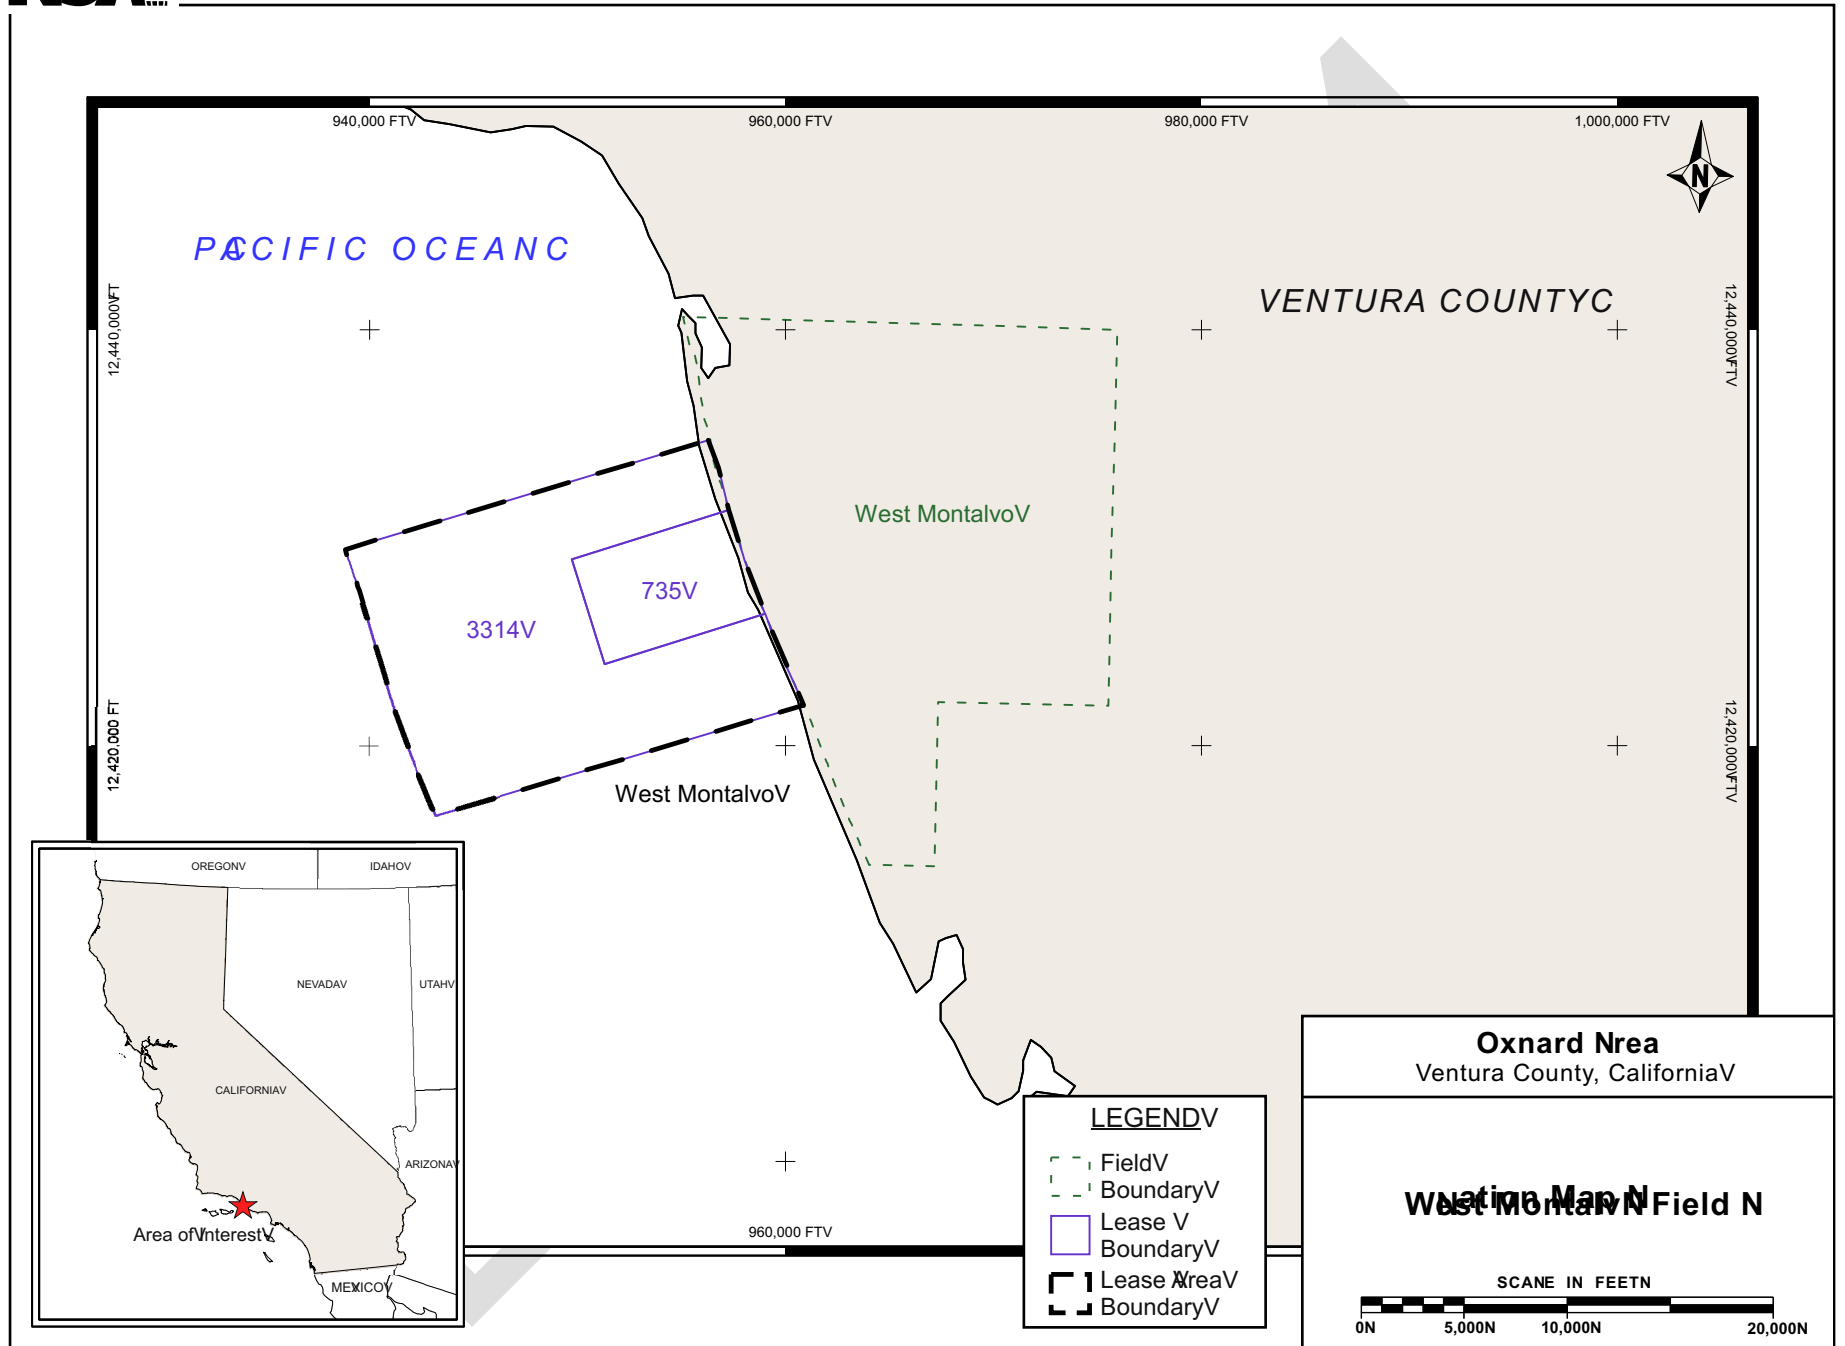 940,000 FTV
960,000 FTV
980,000 FTV
1,000,000 FTV
N
PACIFIC OCEANC
VENTURA COUNTYC
12,440,000VFT
12,440,000VFTV
West MontalvoV
735V
3314V
12,420,000 FT
12,420,000VFTV
West MontalvoV
OREGONV
IDAHOV
NEVADAV
UTAHV
CALIFORNIAV
ARIZONAV
Area of InterestV
MEXICOV
960,000 FTV
LEGENDV
FieldV
BoundaryV
Lease V
BoundaryV
Lease AreaV
BoundaryV
Oxnard Nrea
Ventura County, CaliforniaV
Field N
SCANE IN FEETN
0N
5,000N
10,000N
20,000N